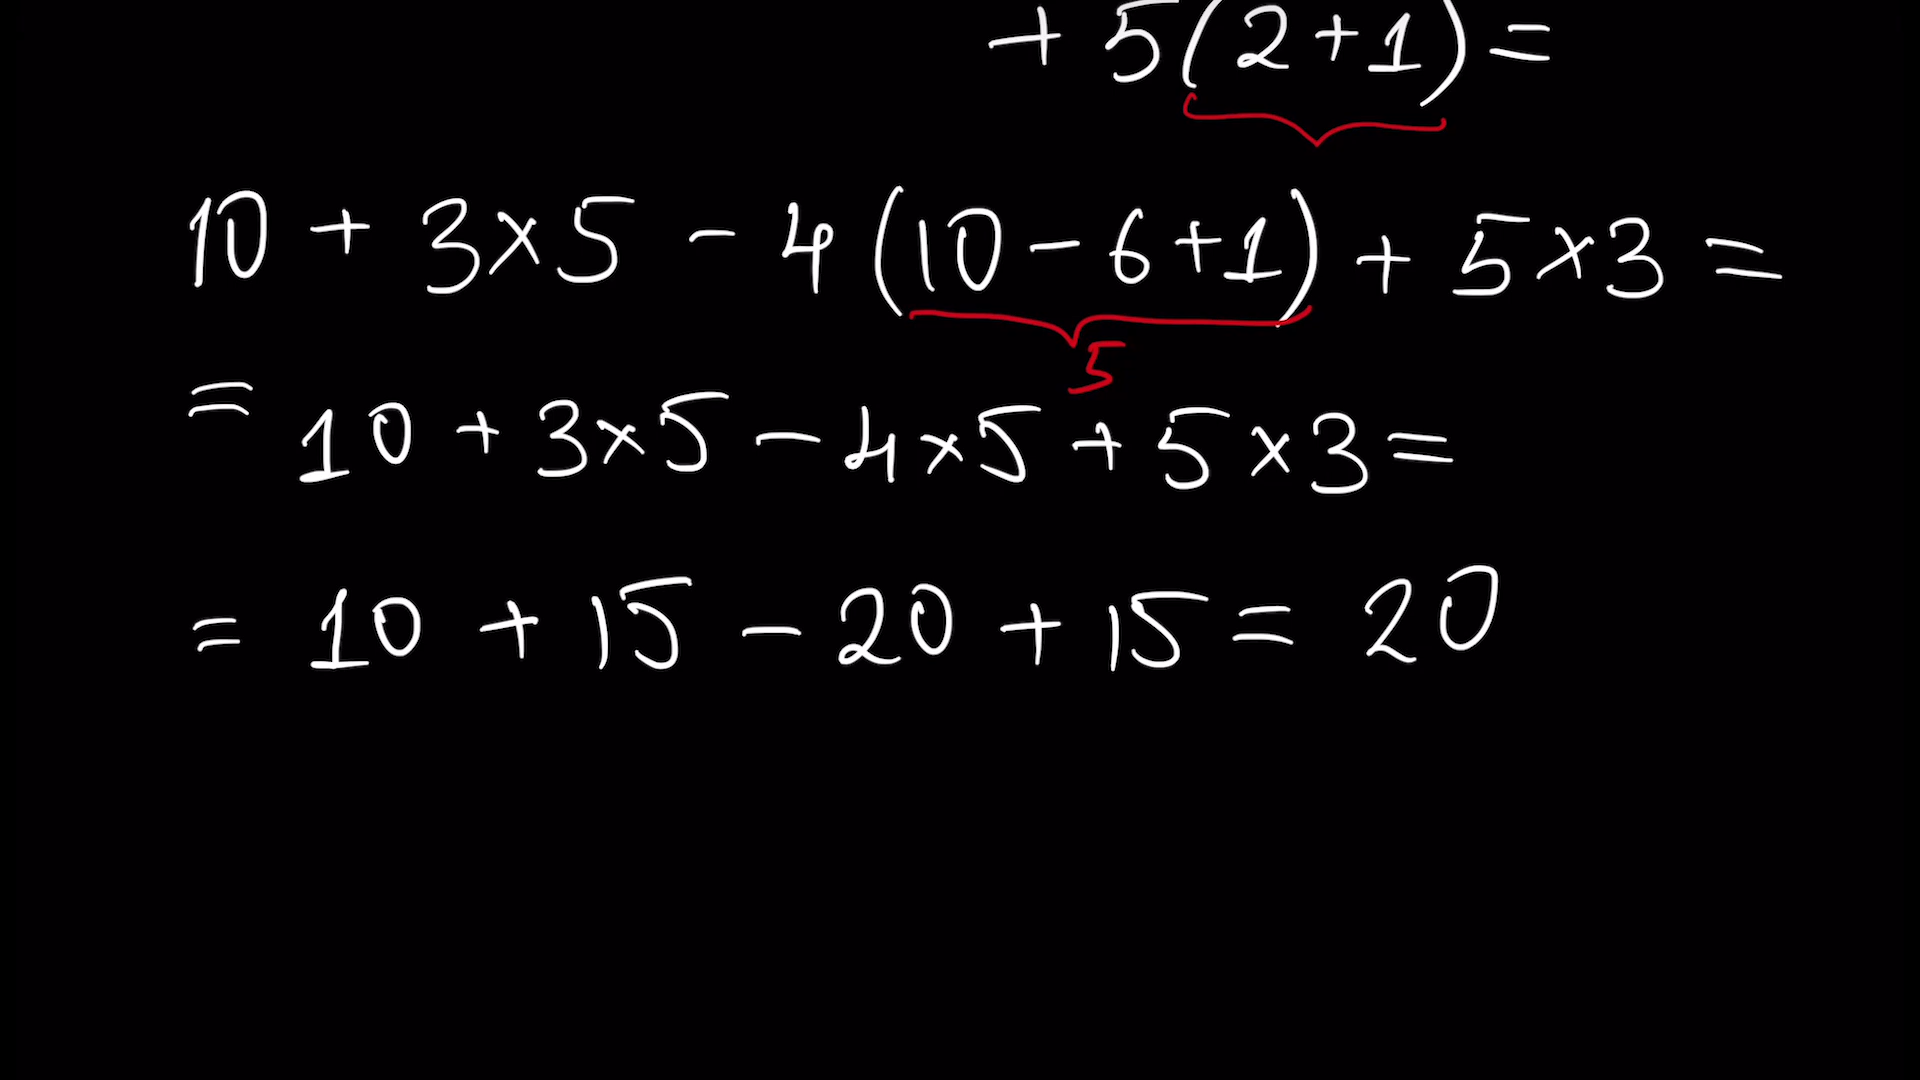 + 5(2+1)=
10 + 3×5 - 4(10-6+1) + 5×3 =
5
= 10 + 3×5 - 4×5 + 5×3=
= 10 + 15 - 20 + 15 = 20